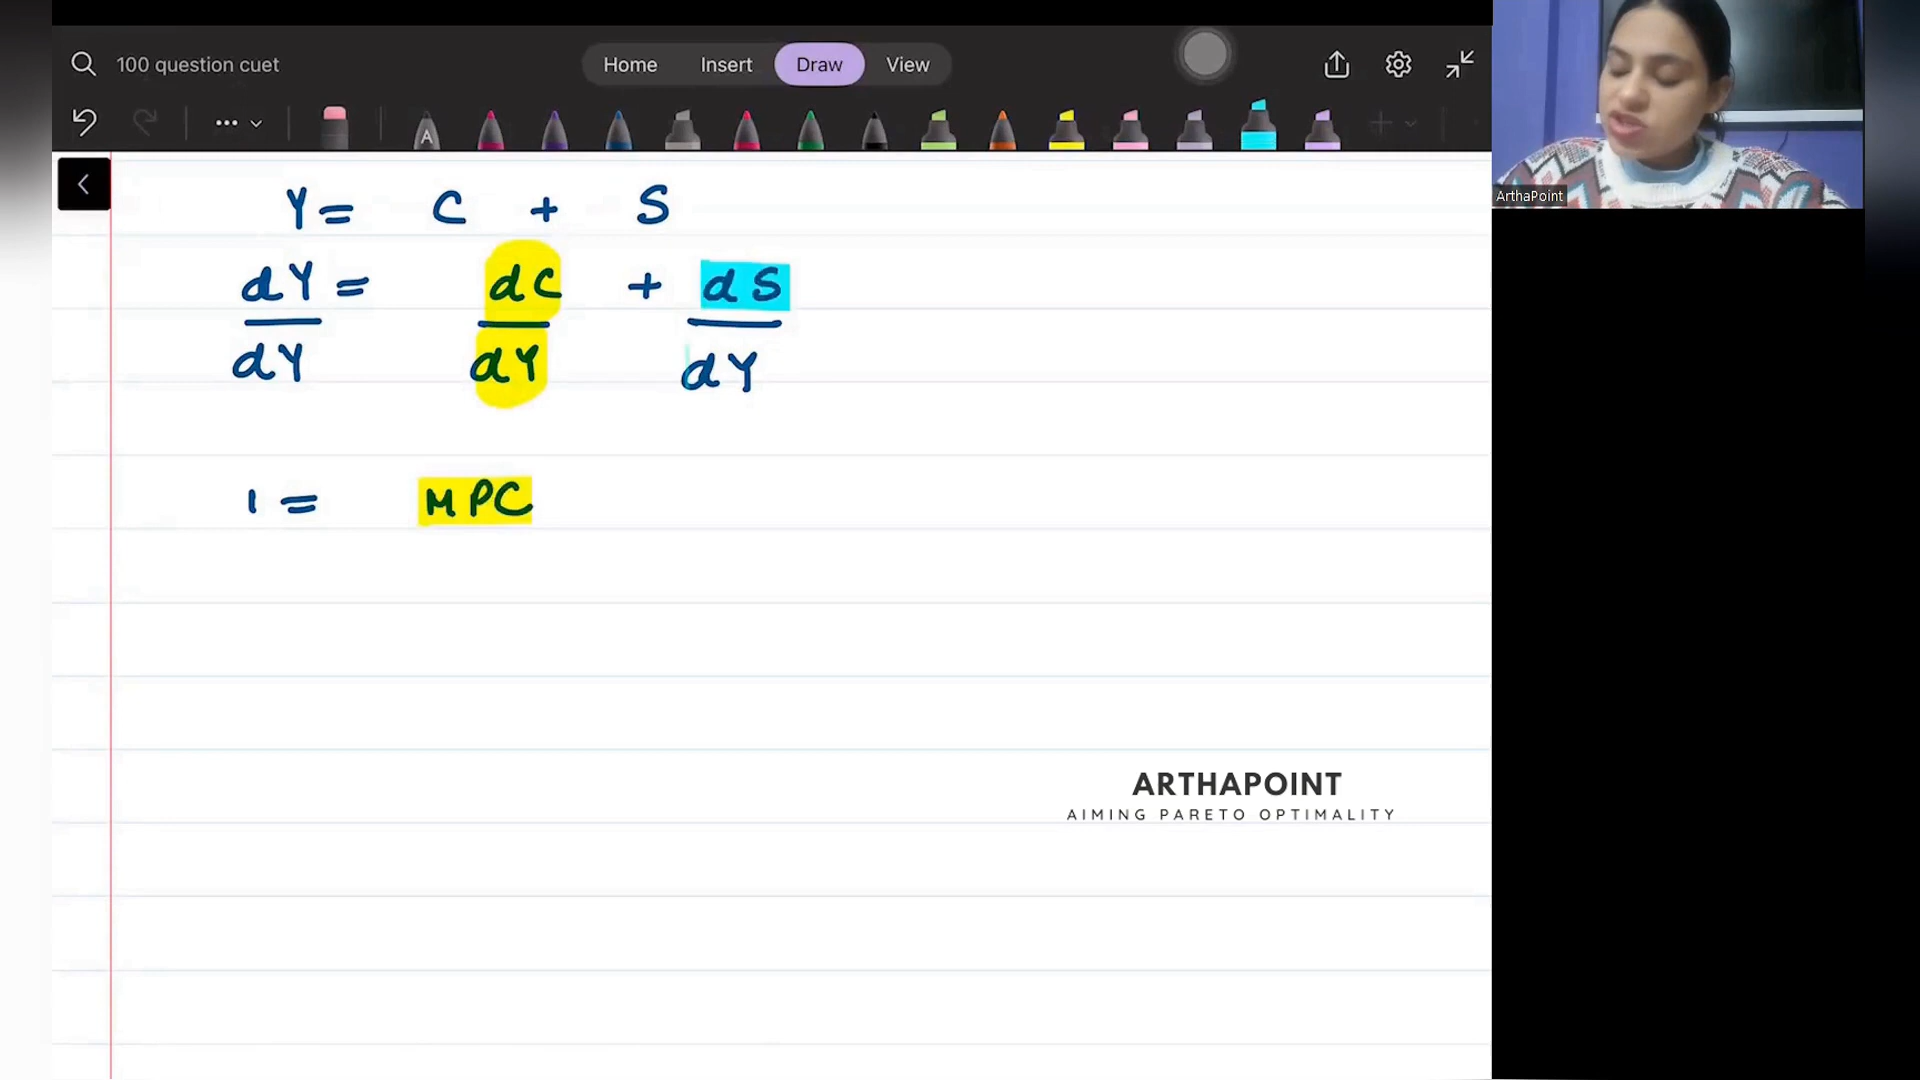 100 question cuet
Home Insert Draw View
A
ArthaPoint
Y = C + S
dY = dC + dS
dY dY dY
1 = MPC
ARTHAPOINT
AIMING PARETO OPTIMALITY